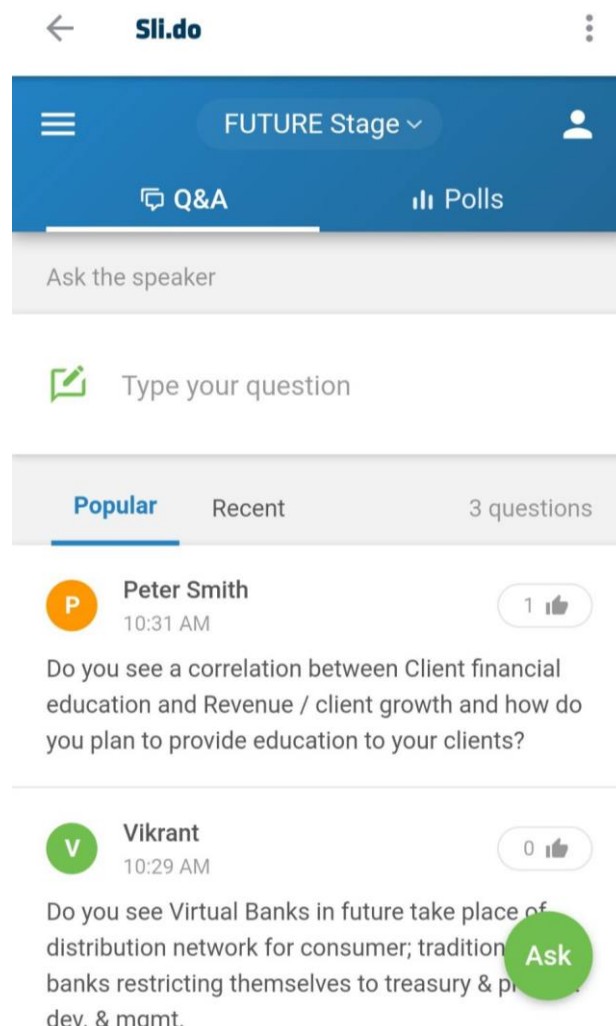 Sli.do
FUTURE Stage
Q&A
Polls
Ask the speaker
Type your question
Popular
Recent
3 questions
P
Peter Smith
10:31 AM
1
Do you see a correlation between Client financial
education and Revenue / client growth and how do
you plan to provide education to your clients?
V
Vikrant
10:29 AM
0
Do you see Virtual Banks in future take place of
distribution network for consumer;
banks restricting themselves to treasury &
dev. & mgmt.
Ask